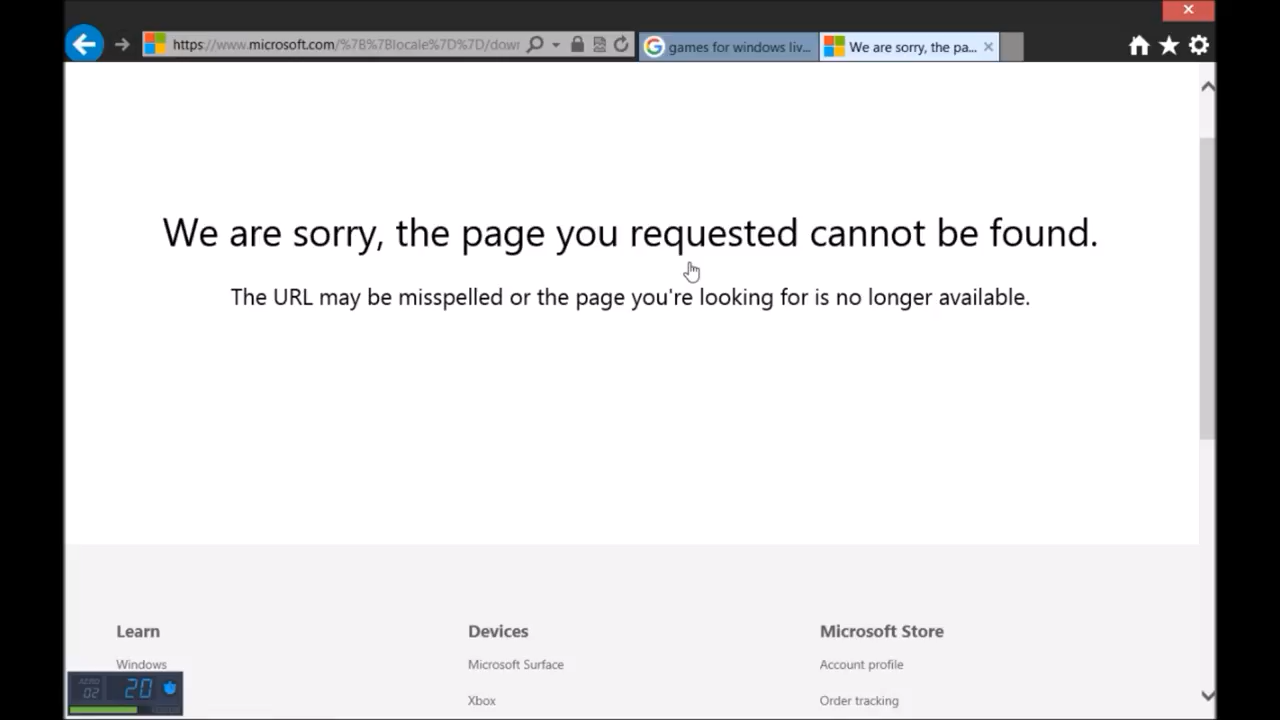 https://www.microsoft.com/%7B%7Blocale%7D%7D/dow
games for windows liv...
We are sorry, the pa...
We are sorry, the page you requested cannot be found.
The URL may be misspelled or the page you're looking for is no longer available.
Learn
Devices
Microsoft Store
Windows
Microsoft Surface
Account profile
Xbox
Order tracking
02
20